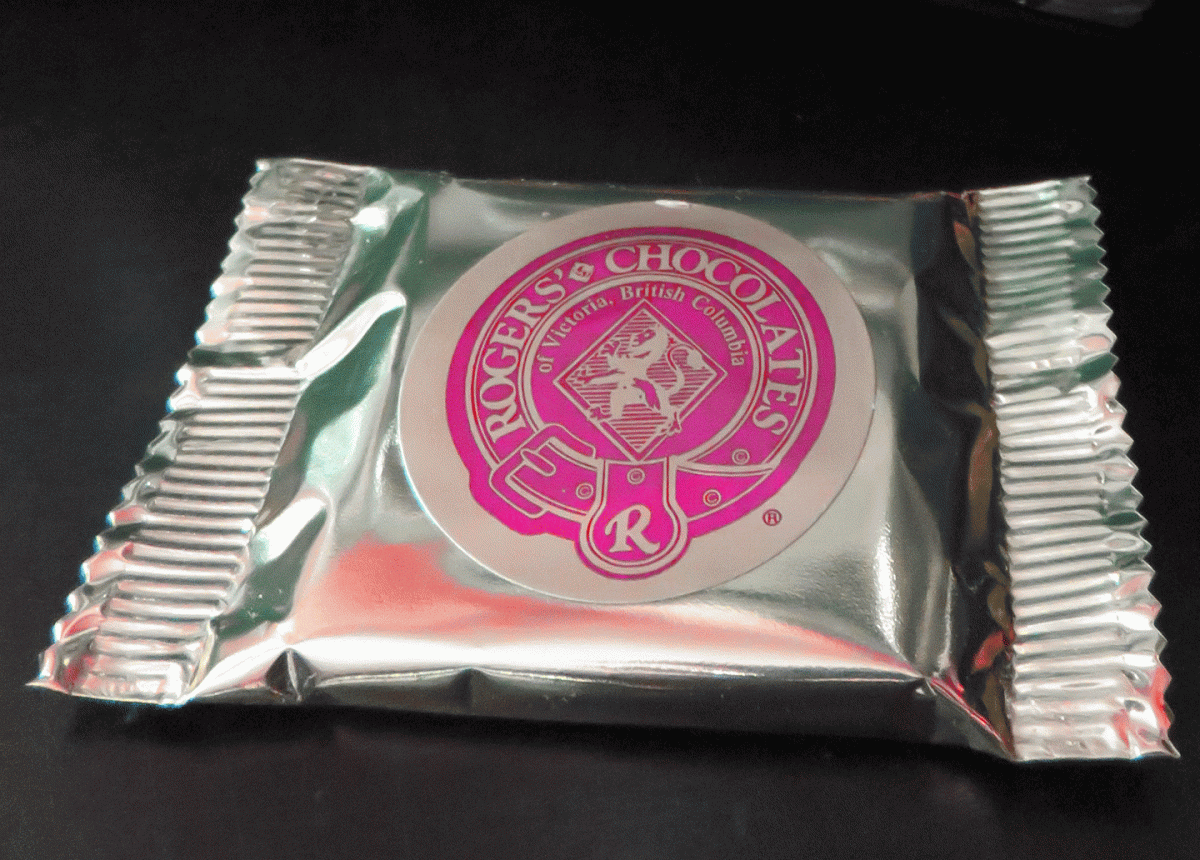 ROGERS' CHOCOLATES
of Victoria, British Columbia
© © © ©
R
®